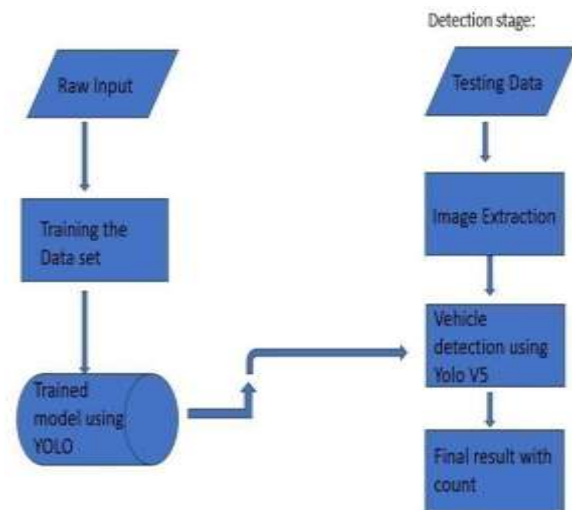 Detection stage:
Raw Input
Training the
Data set
Trained
model using
YOLO
Testing Data
Image Extraction
Vehicle
detection using
Yolo V5
Final result with
count